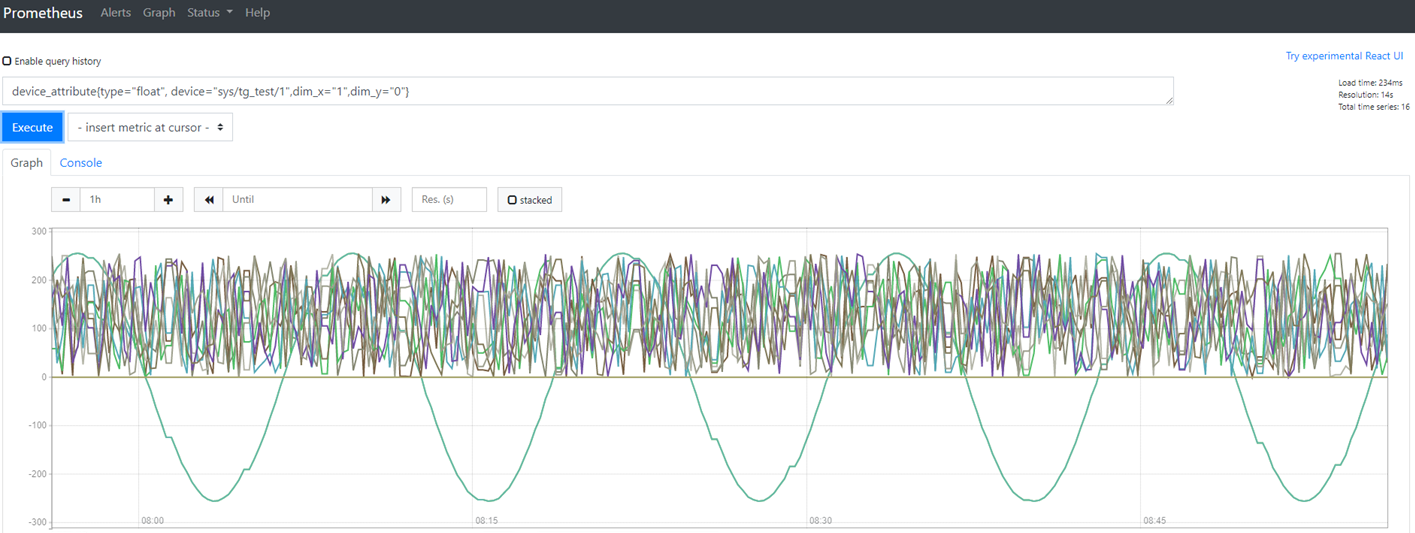 Prometheus Alerts Graph Status Help
Enable query history
Try experimental React UI
device_attribute{type="float", device="sys/tg_test/1",dim_x="1",dim_y="0"}
Load time: 234ms
Resolution: 14s
Total time series: 16
Execute - insert metric at cursor -
Graph Console
1h Until Res. (s) stacked
300
200
100
0
-100
-200
-300
08:00 08:15 08:30 08:45